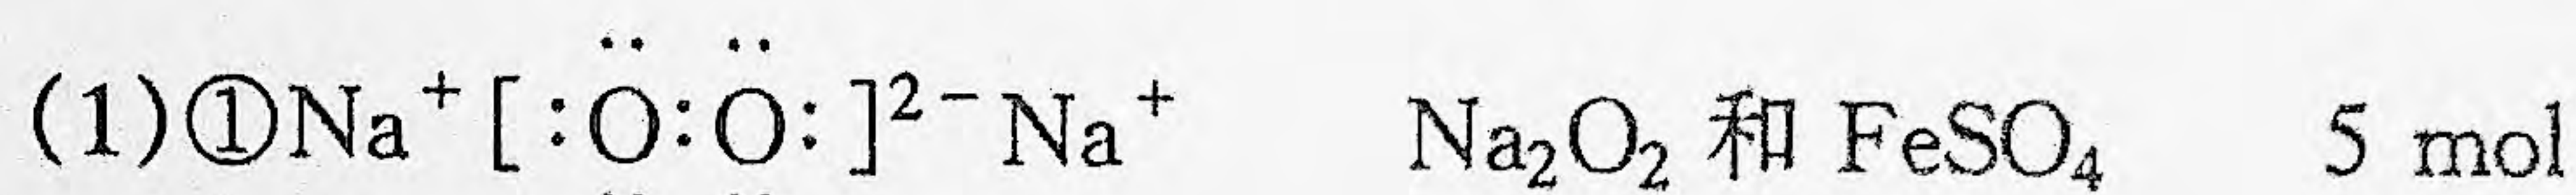 (1)①Na⁺[:Ö:Ö:]²⁻Na⁺ Na₂O₂ 和 FeSO₄ 5 mol